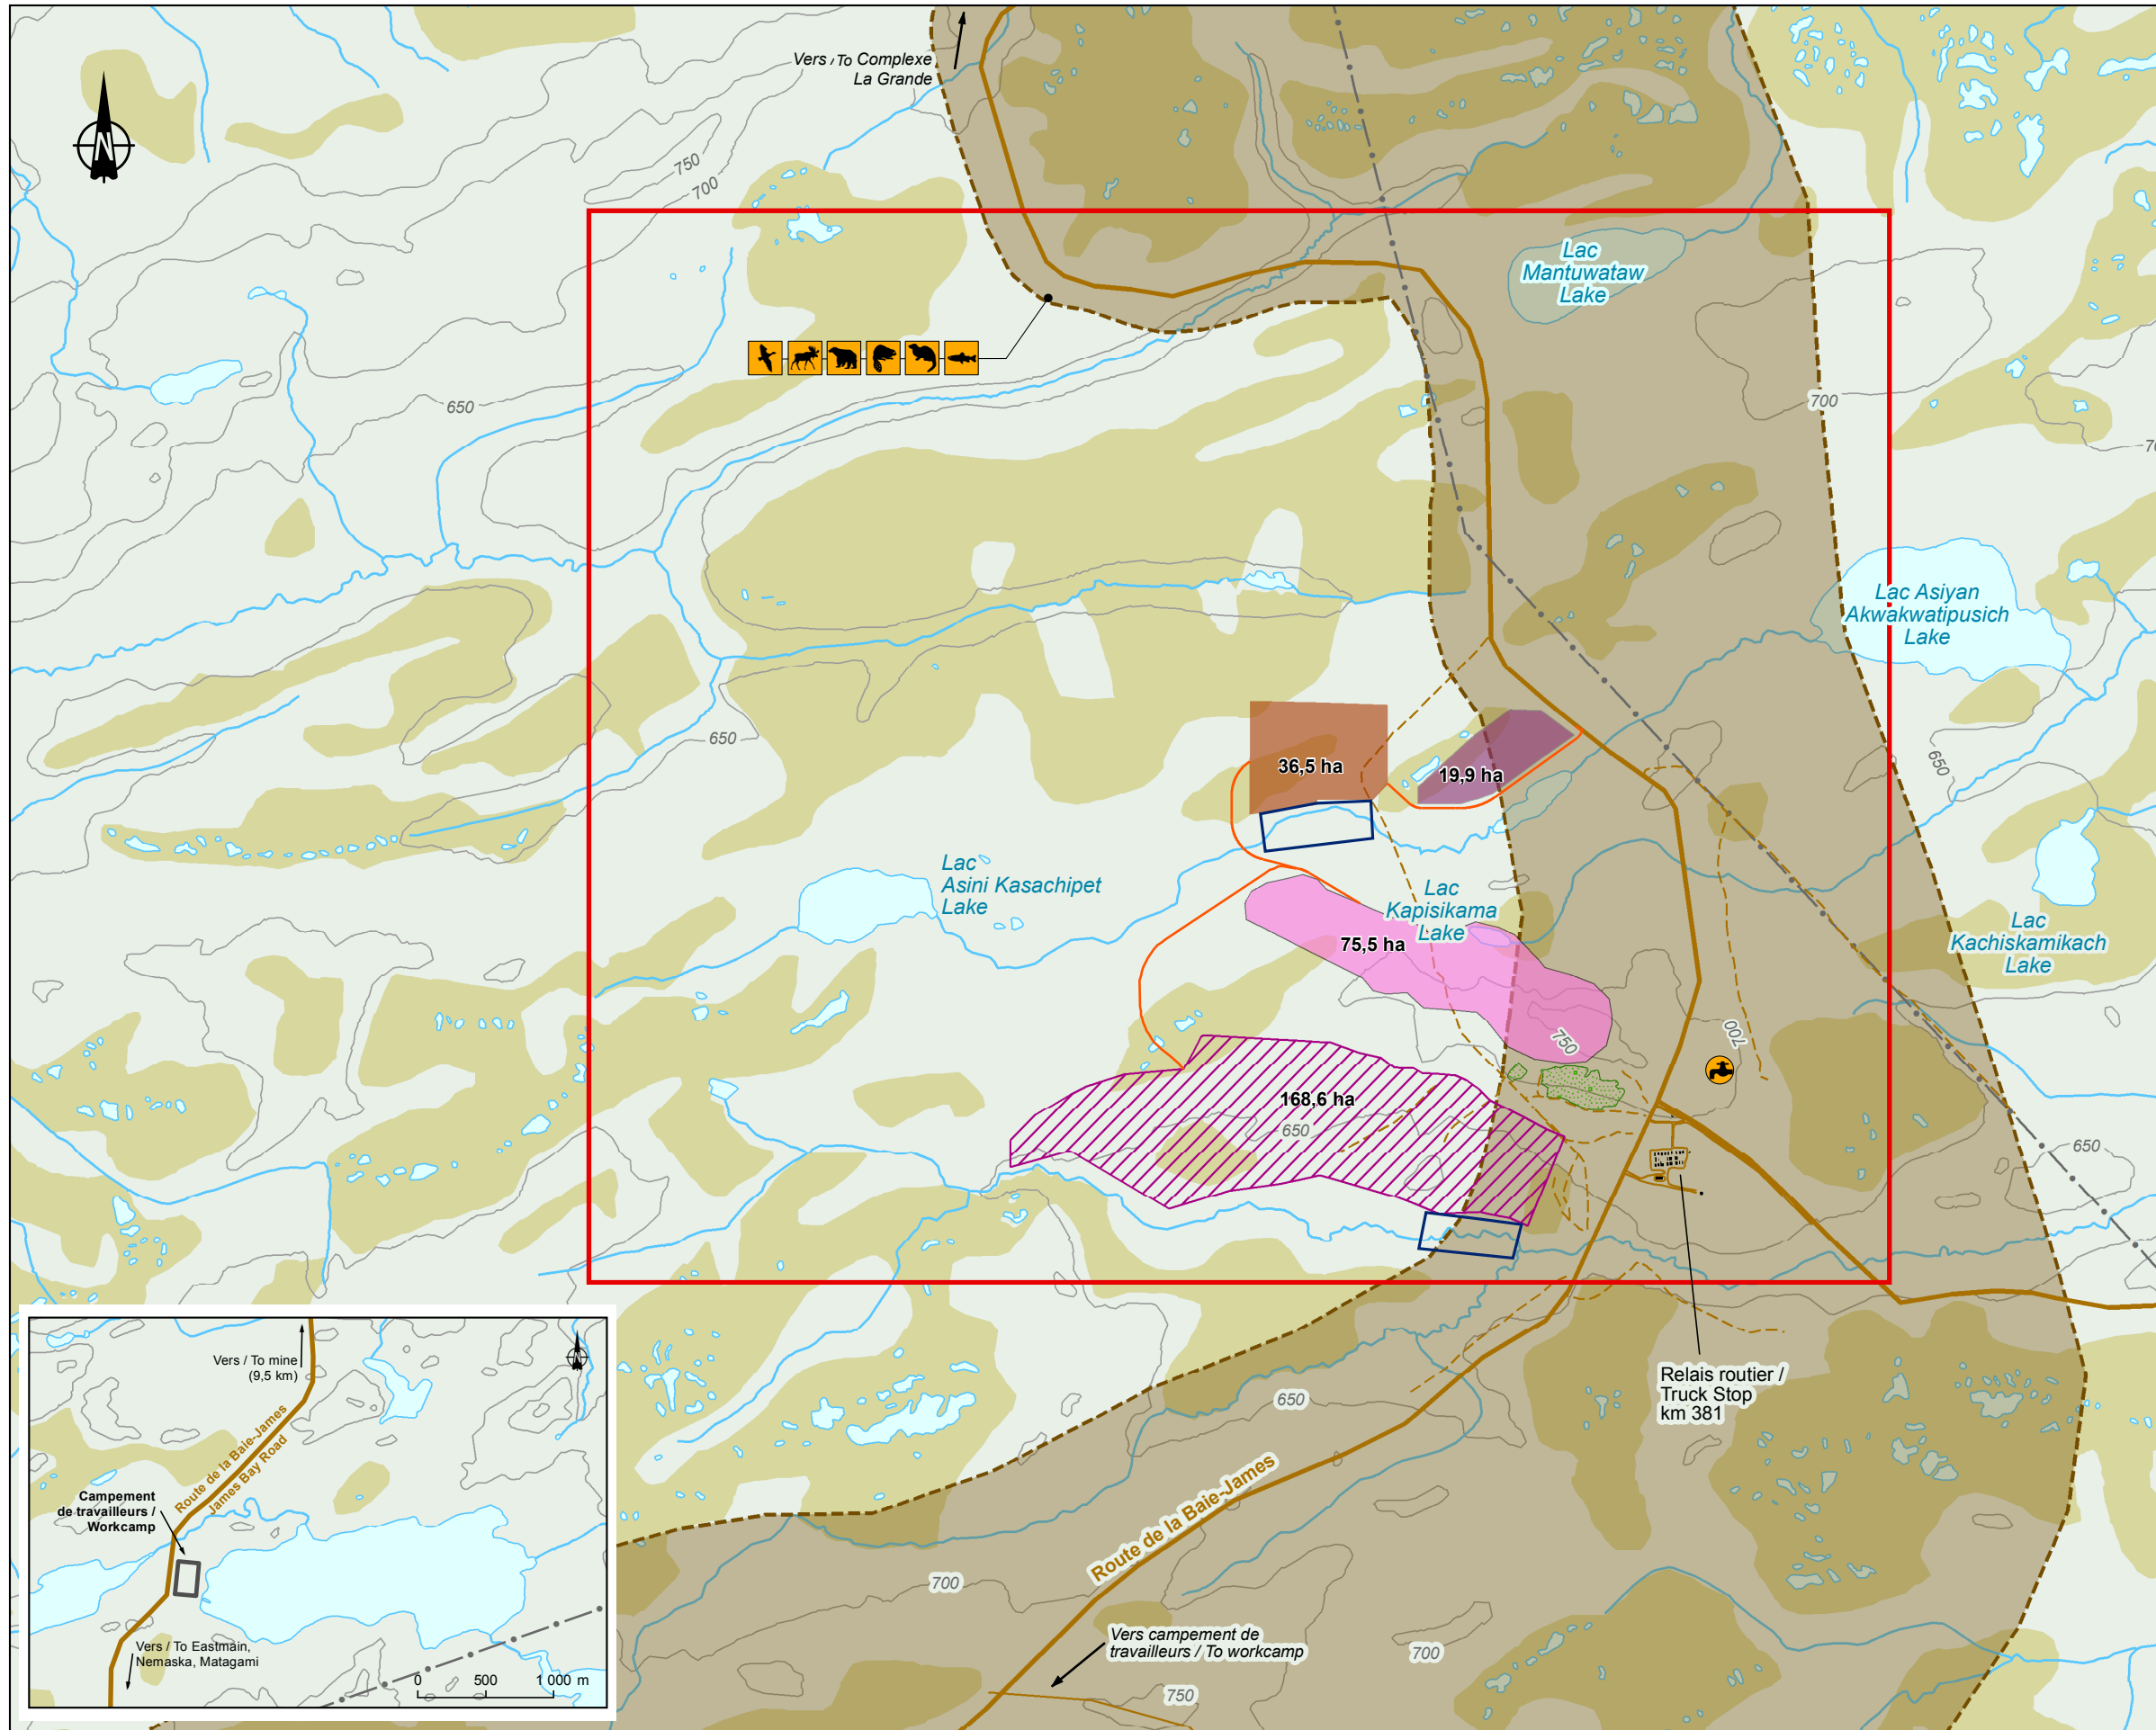 Vers / To Complexe
La Grande
N
750
700
Lac
Mantuwataw
Lake
650
700
Lac Asiyan
Akwakwatipusich
Lake
650
36,5 ha
19,9 ha
650
Lac
Asini Kasachipet
Lake
Lac
Kapisikama
Lake
75,5 ha
Lac
Kachiskamikach
Lake
750
700
168,6 ha
650
650
Relais routier /
Truck Stop
km 381
650
Route de la Baie-James
700
Vers campement de
travailleurs / To workcamp
700
750
Vers / To mine
(9,5 km)
Route de la Baie-James
James Bay Road
Campement
de travailleurs /
Workcamp
Vers / To Eastmain,
Nemaska, Matagami
0 500 1 000 m